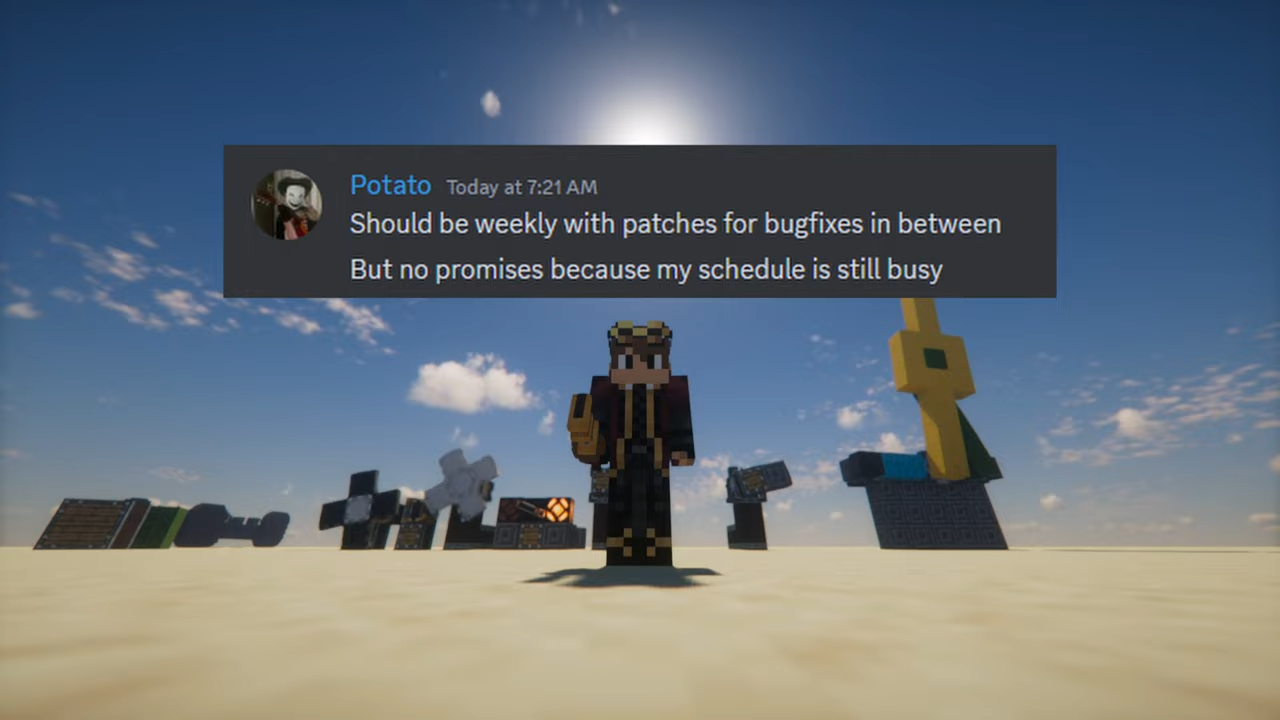 Potato Today at 7:21 AM
Should be weekly with patches for bugfixes in between
But no promises because my schedule is still busy